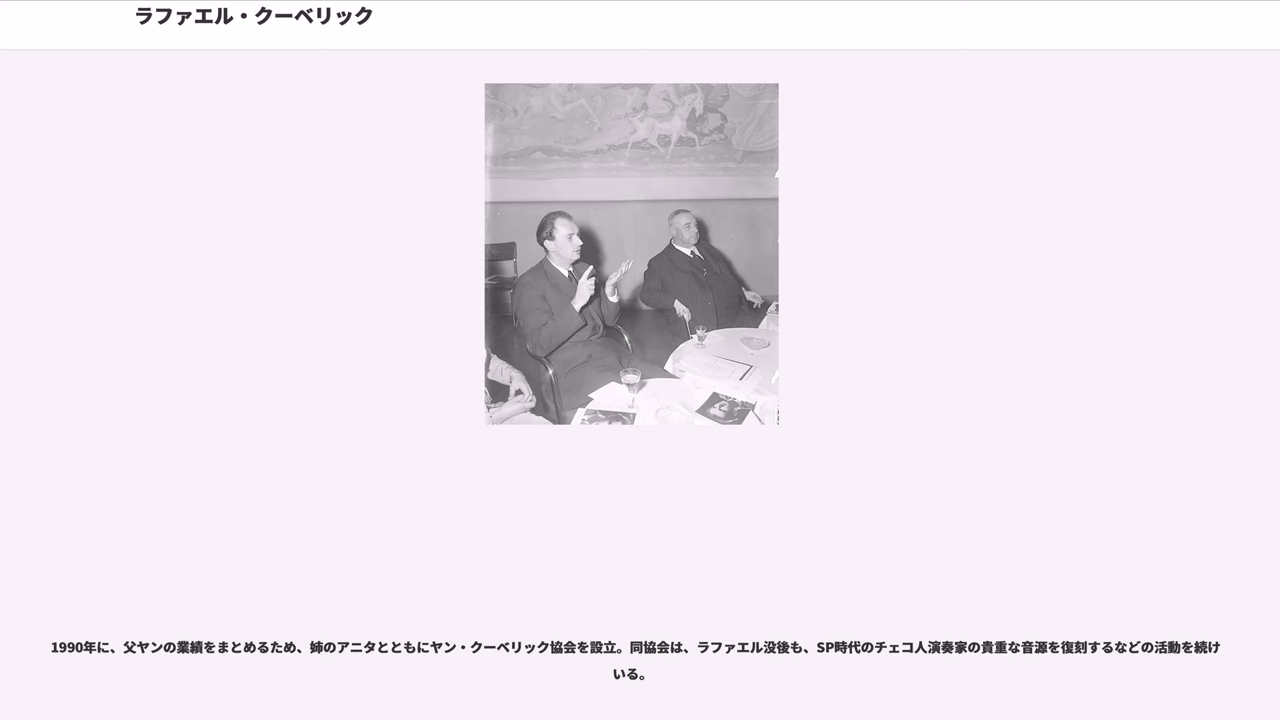 ラファエル・クーベリック
1990年に、父ヤンの業績をまとめるため、姉のアニタとともにヤン・クーベリック協会を設立。同協会は、ラファエル没後も、SP時代のチェコ人演奏家の貴重な音源を復刻するなどの活動を続け
いる。